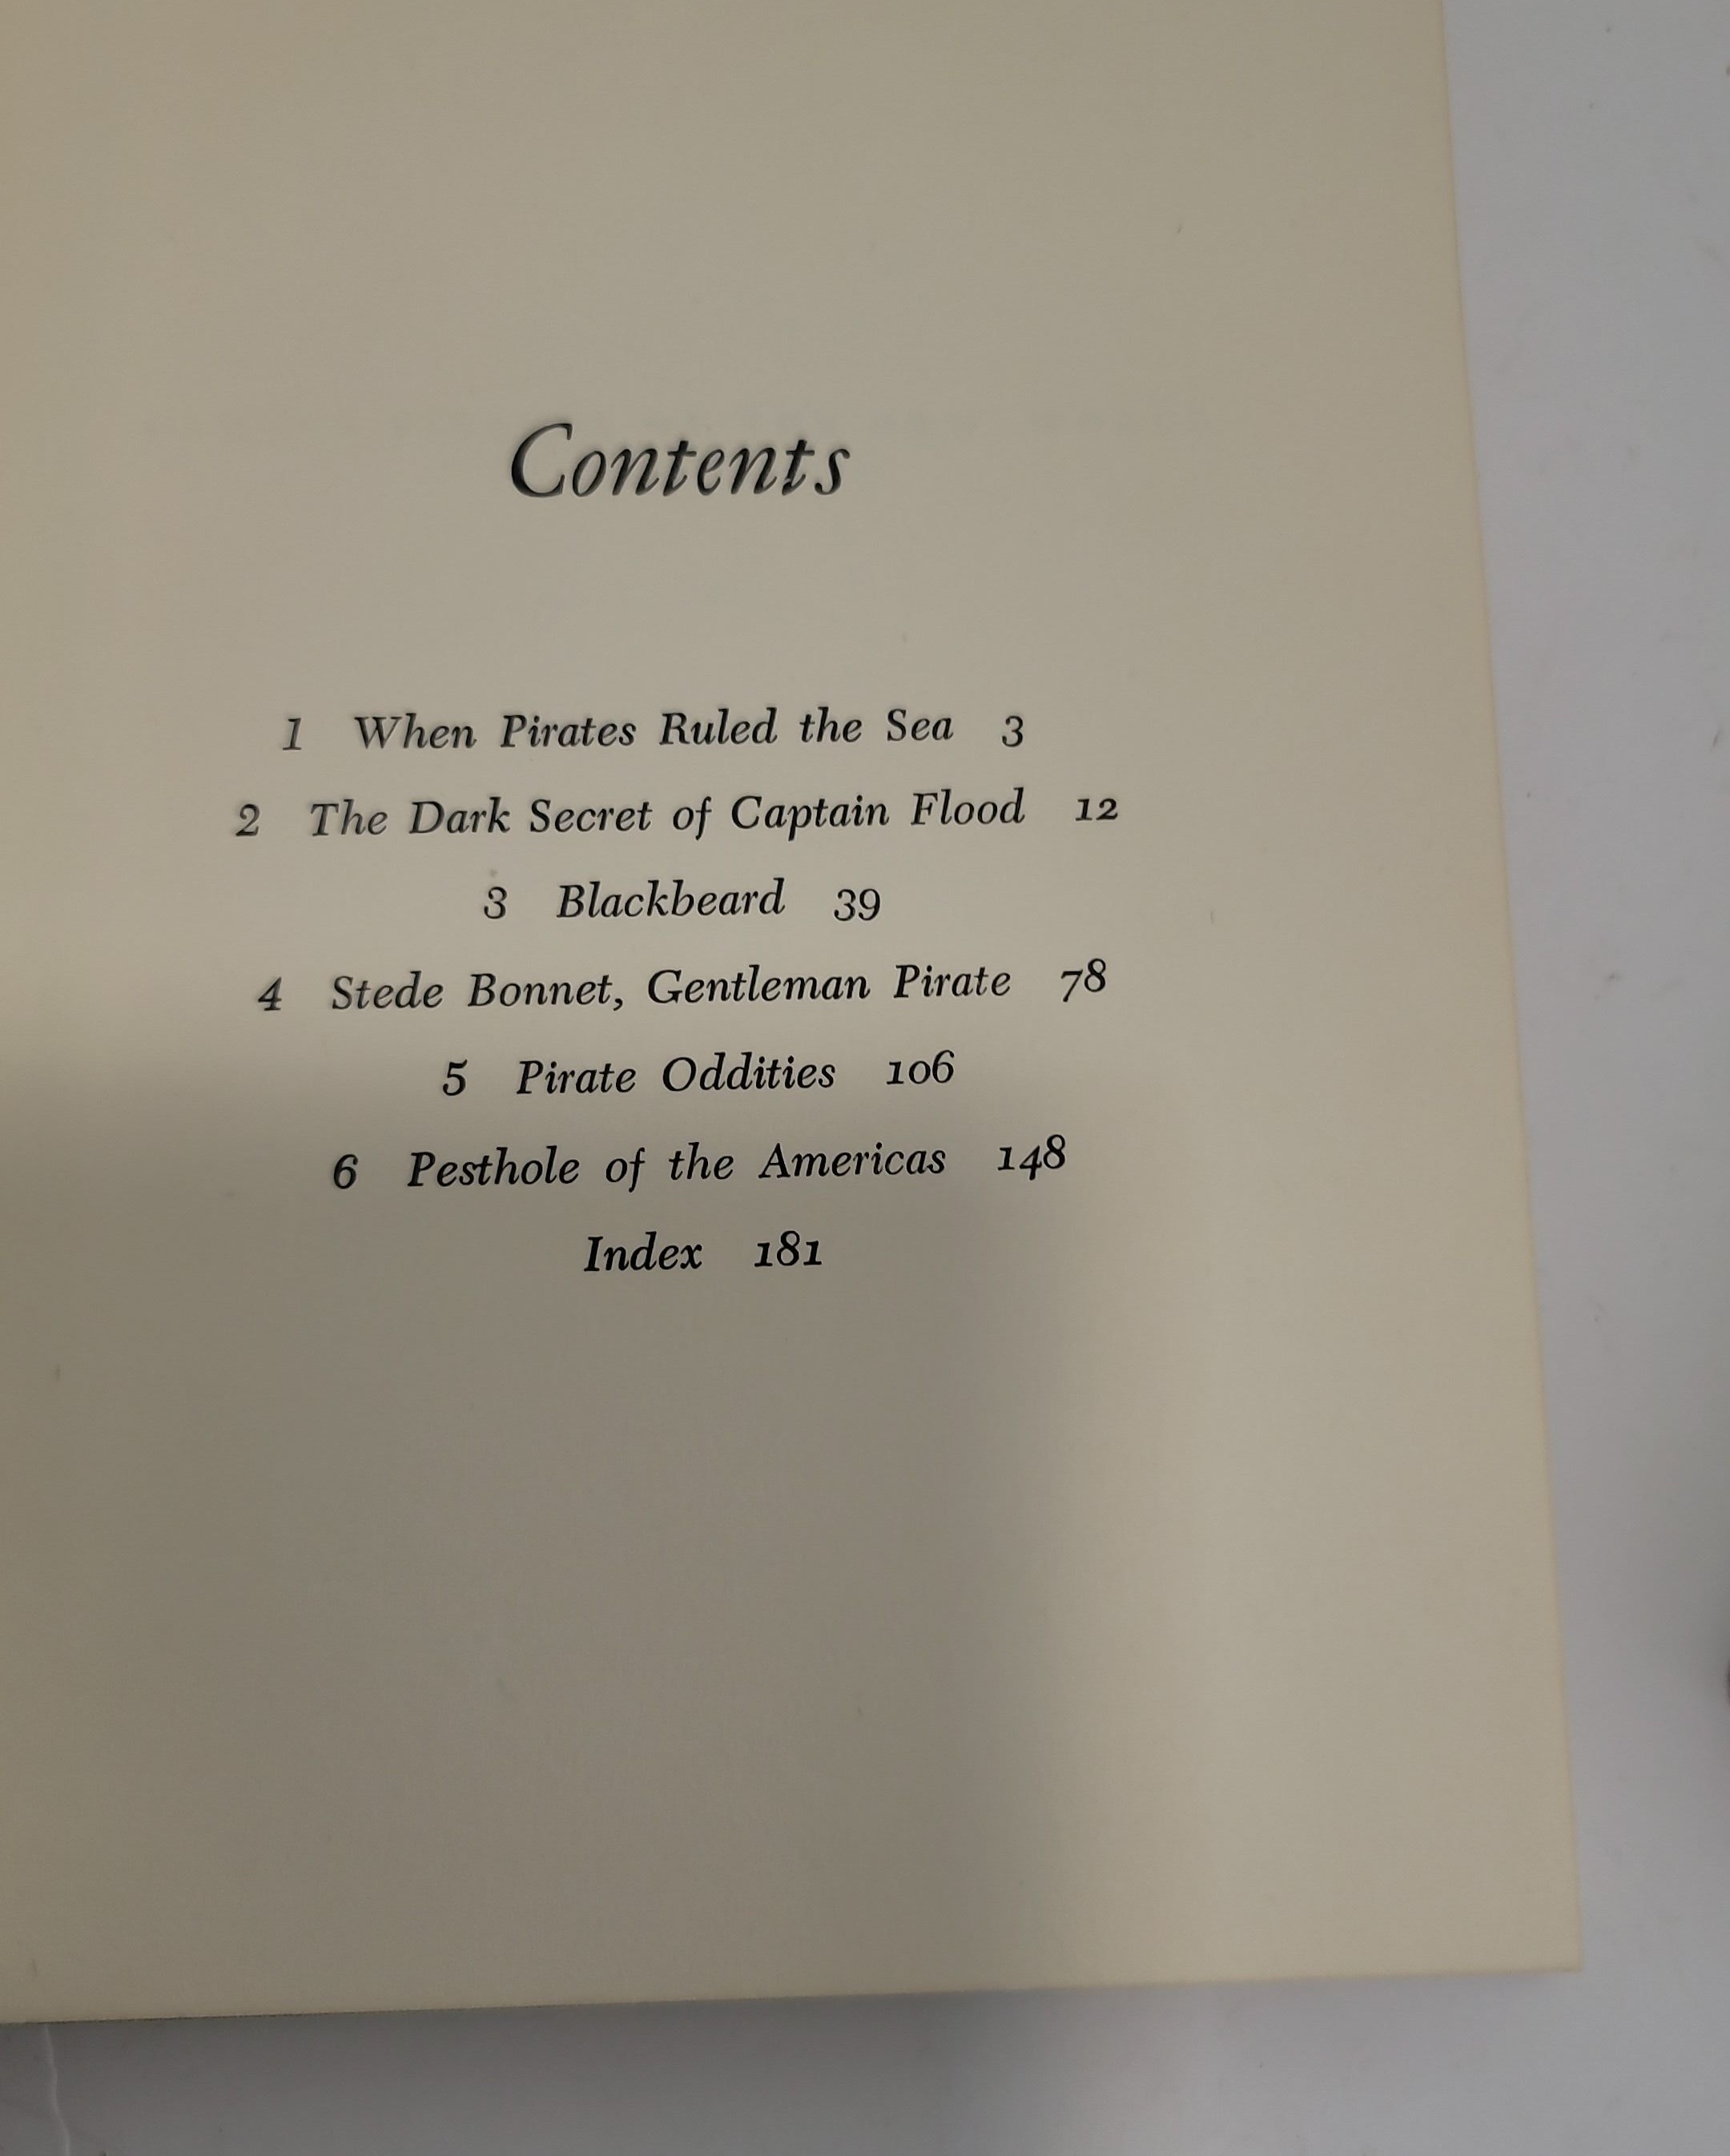 Contents
1 When Pirates Ruled the Sea 3
2 The Dark Secret of Captain Flood 12
3 Blackbeard 39
4 Stede Bonnet, Gentleman Pirate 78
5 Pirate Oddities 106
6 Pesthole of the Americas 148
Index 181